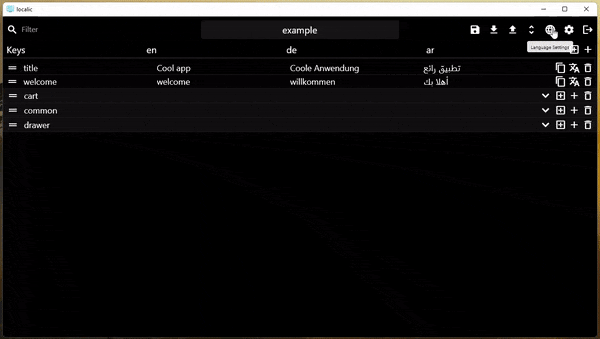 localic
Filter
example
Language Settings
Keys en de ar
title Cool app Coole Anwendung تطبيق رائع
welcome welcome willkommen أهلا بك
cart
common
drawer